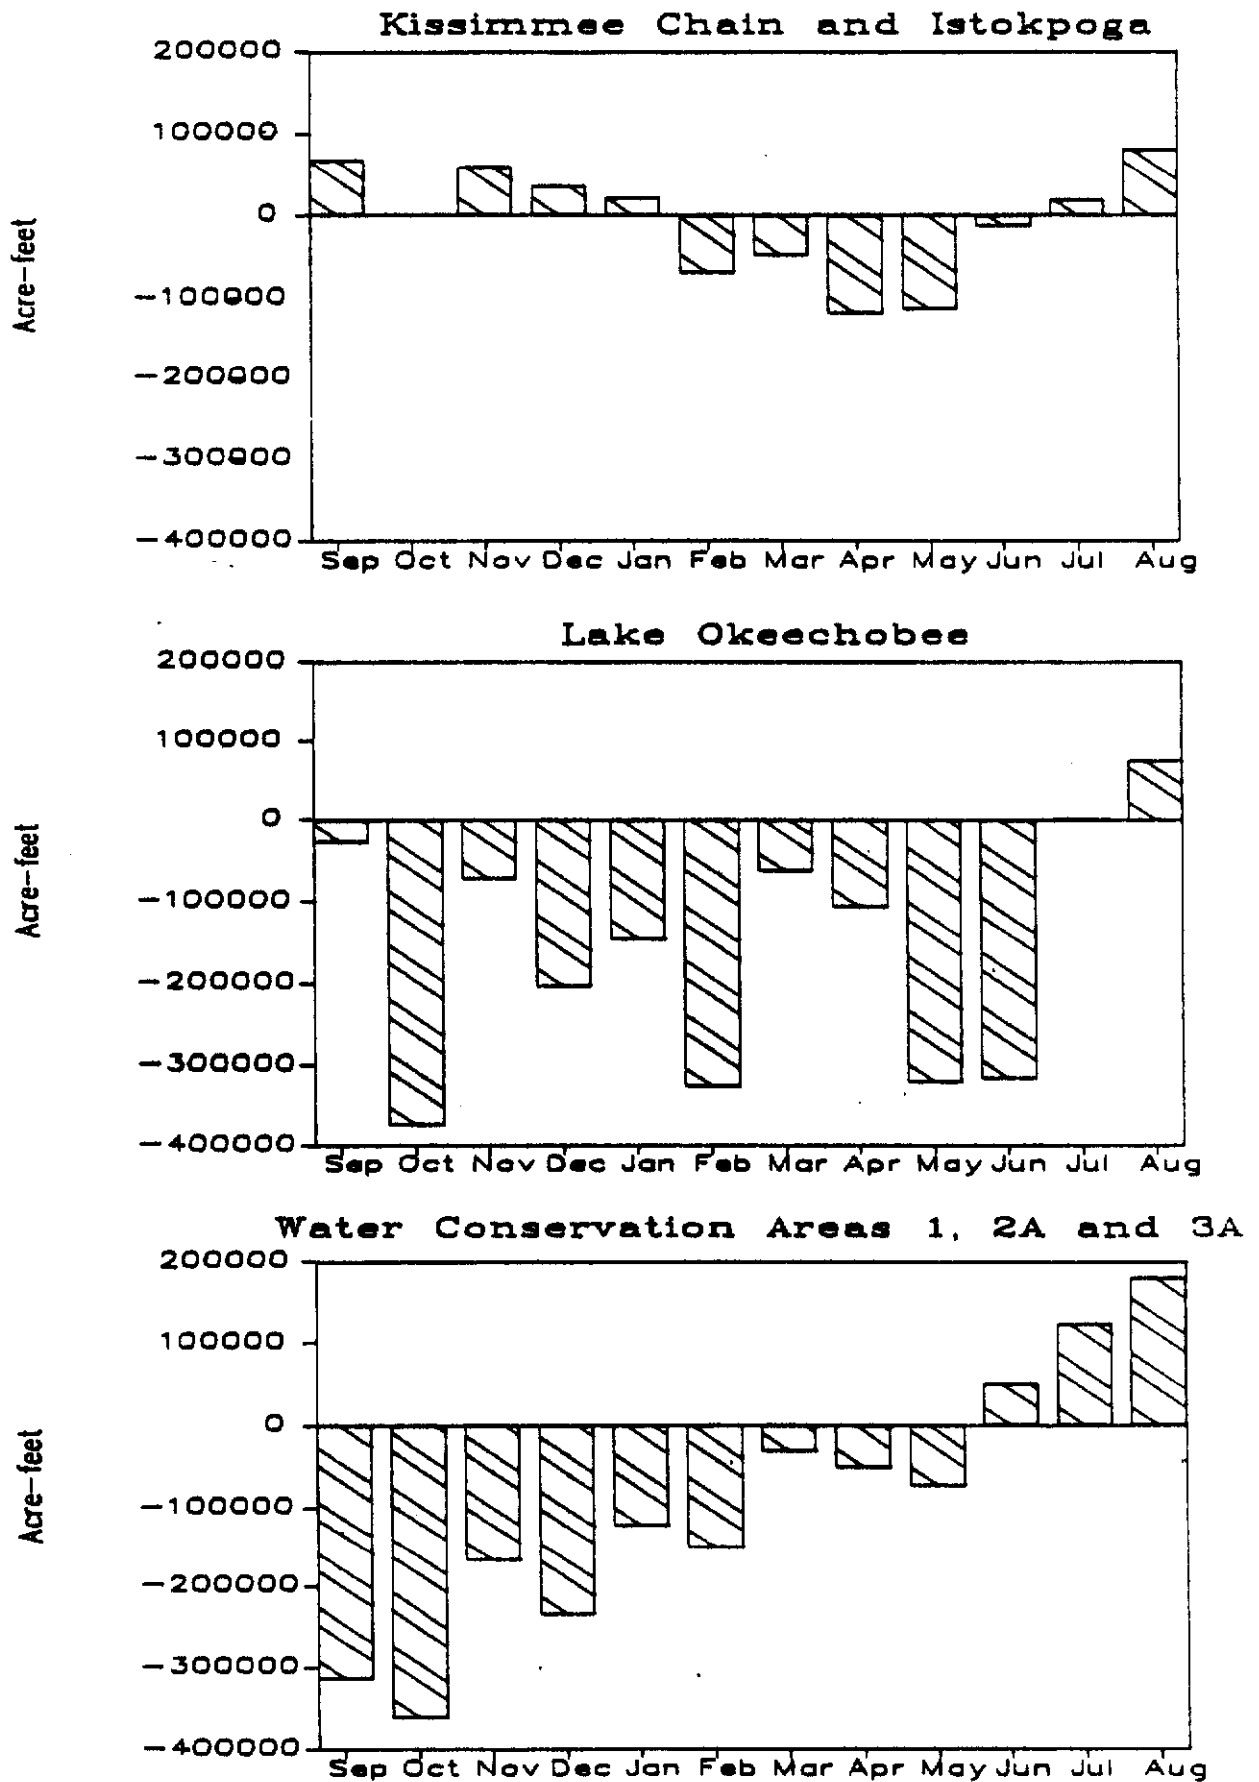 Kissimmee Chain and Istokpoga
200000
100000
0
-100000
-200000
-300000
-400000
Acre-feet
Sep Oct Nov Dec Jan Feb Mar Apr May Jun Jul Aug
Lake Okeechobee
200000
100000
0
-100000
-200000
-300000
-400000
Acre-feet
Sep Oct Nov Dec Jan Feb Mar Apr May Jun Jul Aug
Water Conservation Areas 1, 2A and 3A
200000
100000
0
-100000
-200000
-300000
-400000
Acre-feet
Sep Oct Nov Dec Jan Feb Mar Apr May Jun Jul Aug